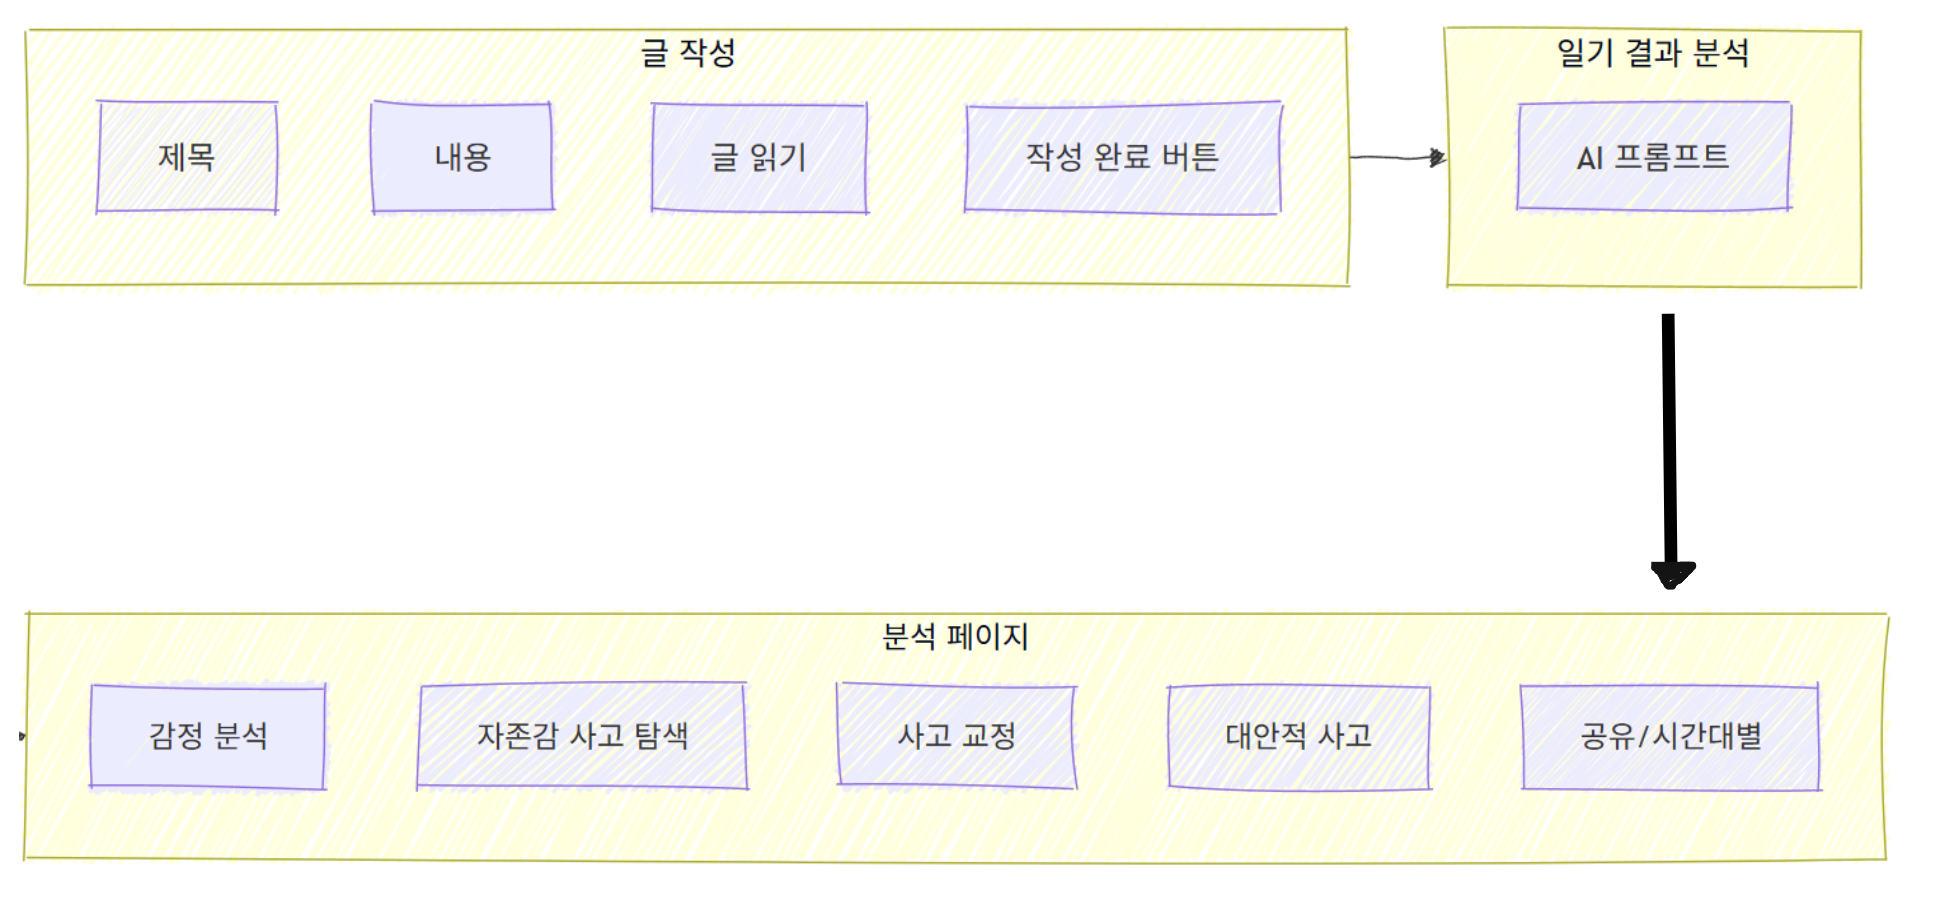 글 작성
제목
내용
글 읽기
작성 완료 버튼
일기 결과 분석
AI 프롬프트
분석 페이지
감정 분석
자존감 사고 탐색
사고 교정
대안적 사고
공유/시간대별